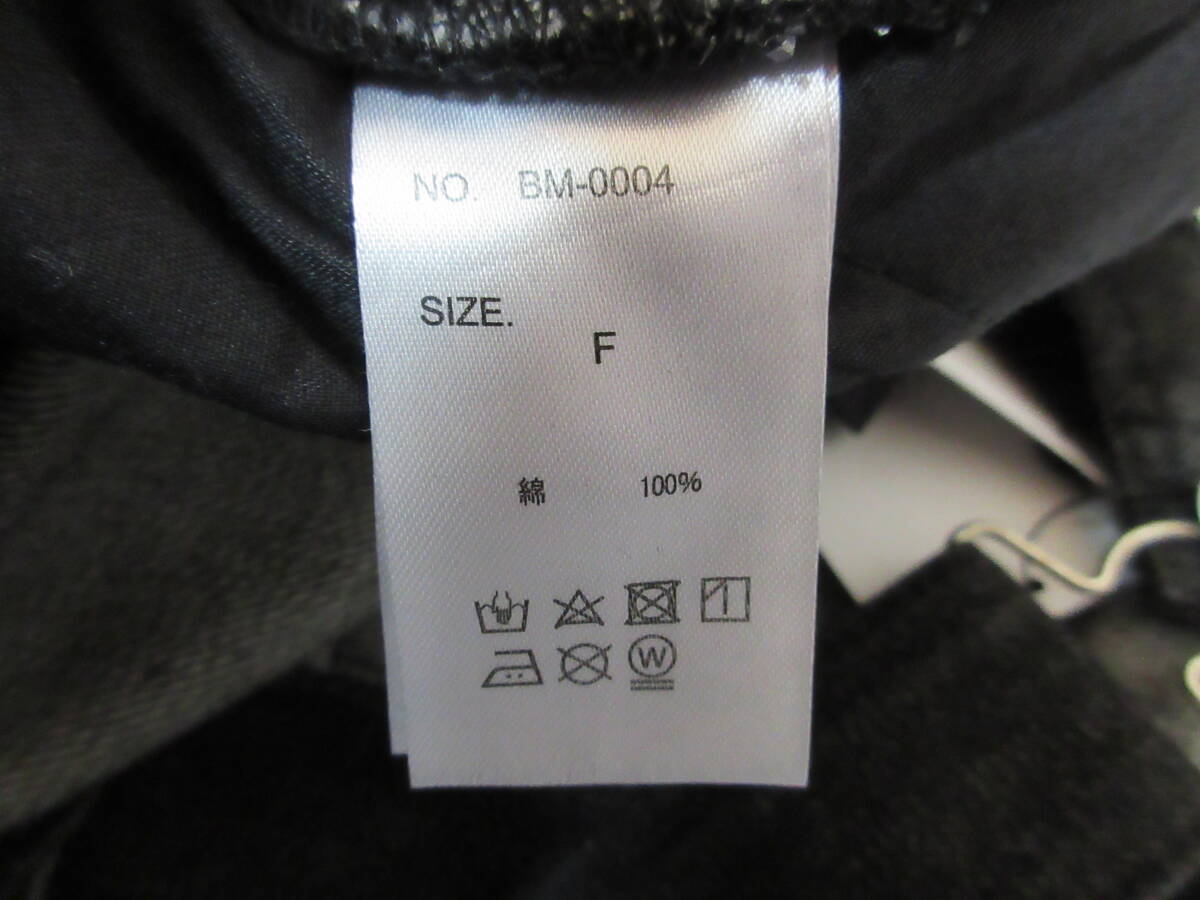 NO. BM-0004
SIZE.
F
綿 100%
W